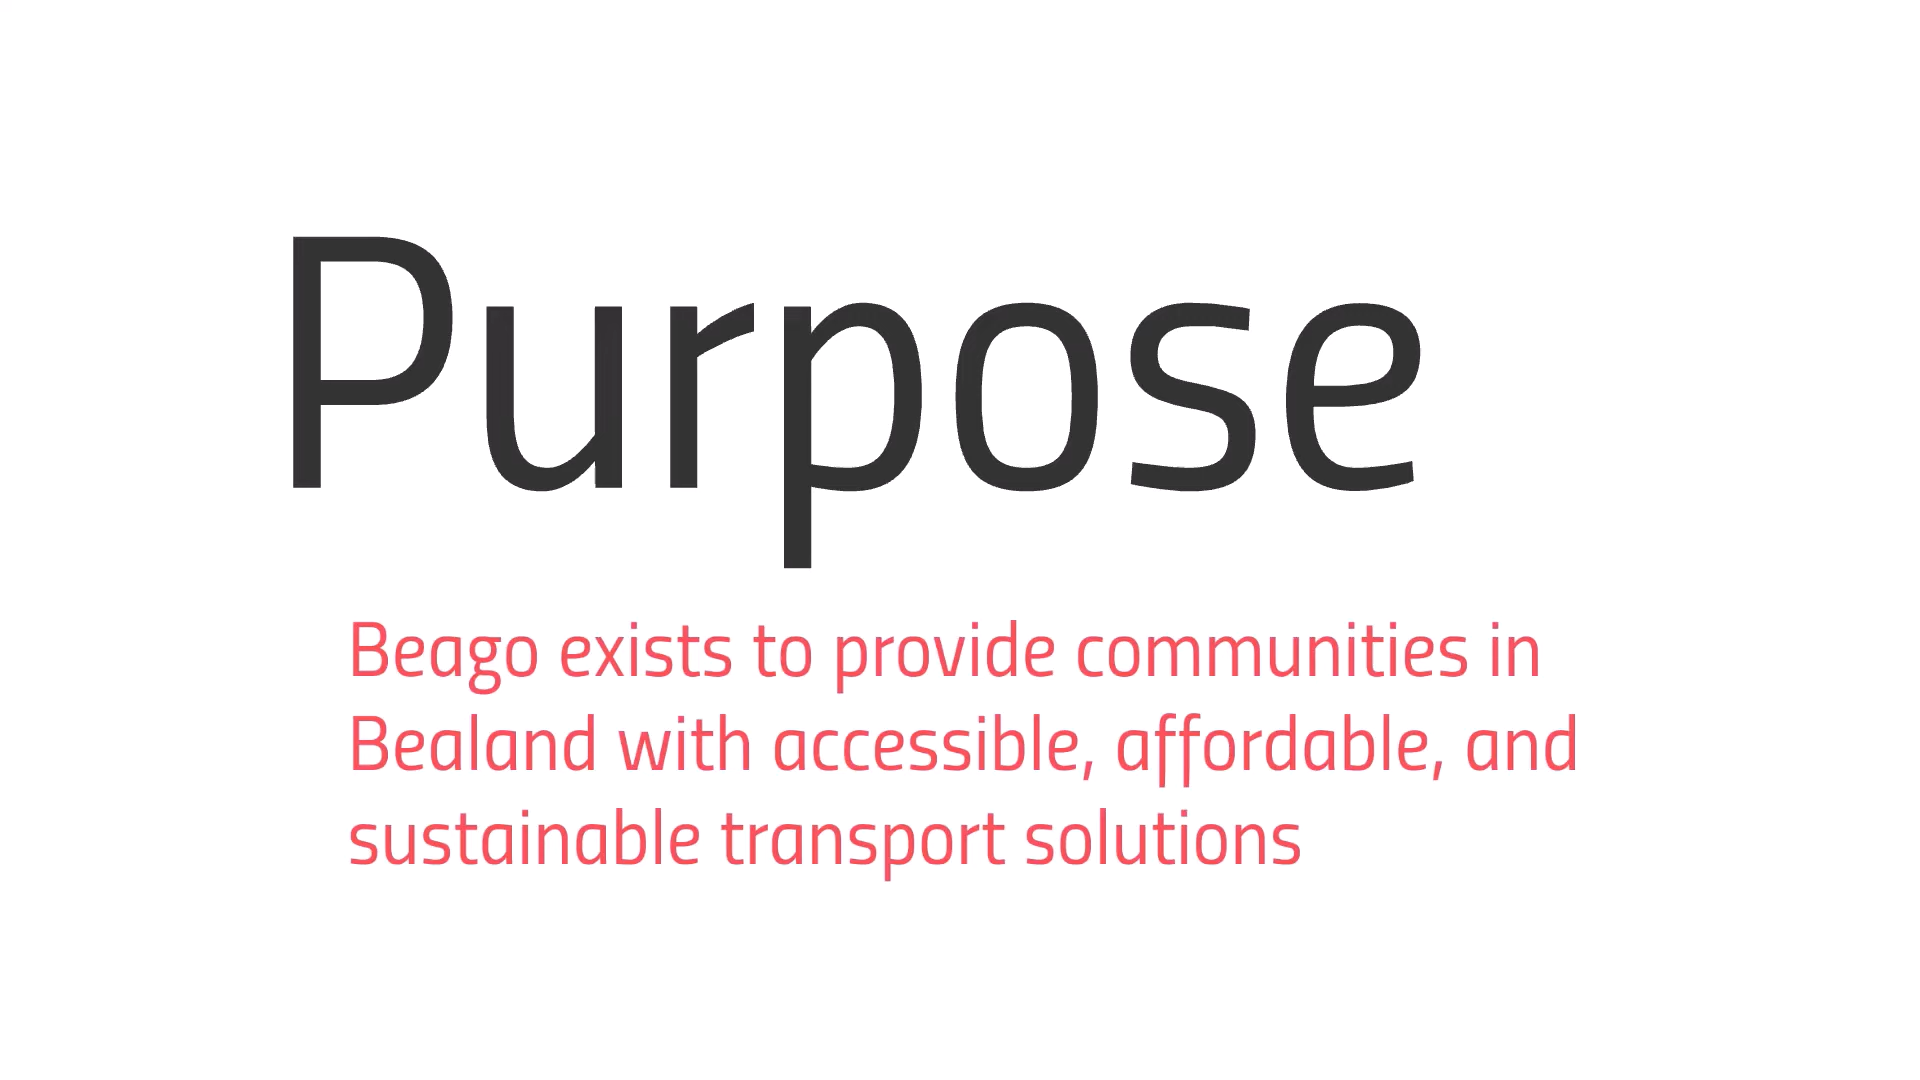 Purpose
Beago exists to provide communities in
Bealand with accessible, affordable, and
sustainable transport solutions